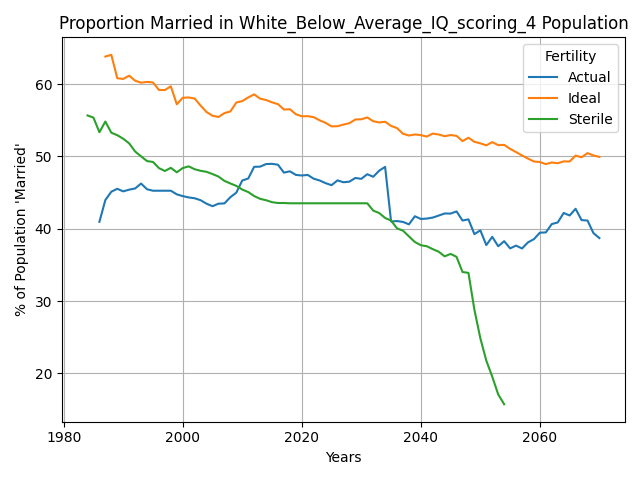 Proportion Married in White_Below_Average_IQ_scoring_4 Population
Fertility
Actual
Ideal
Sterile
% of Population 'Married'
60
50
40
30
20
1980
2000
2020
2040
2060
Years